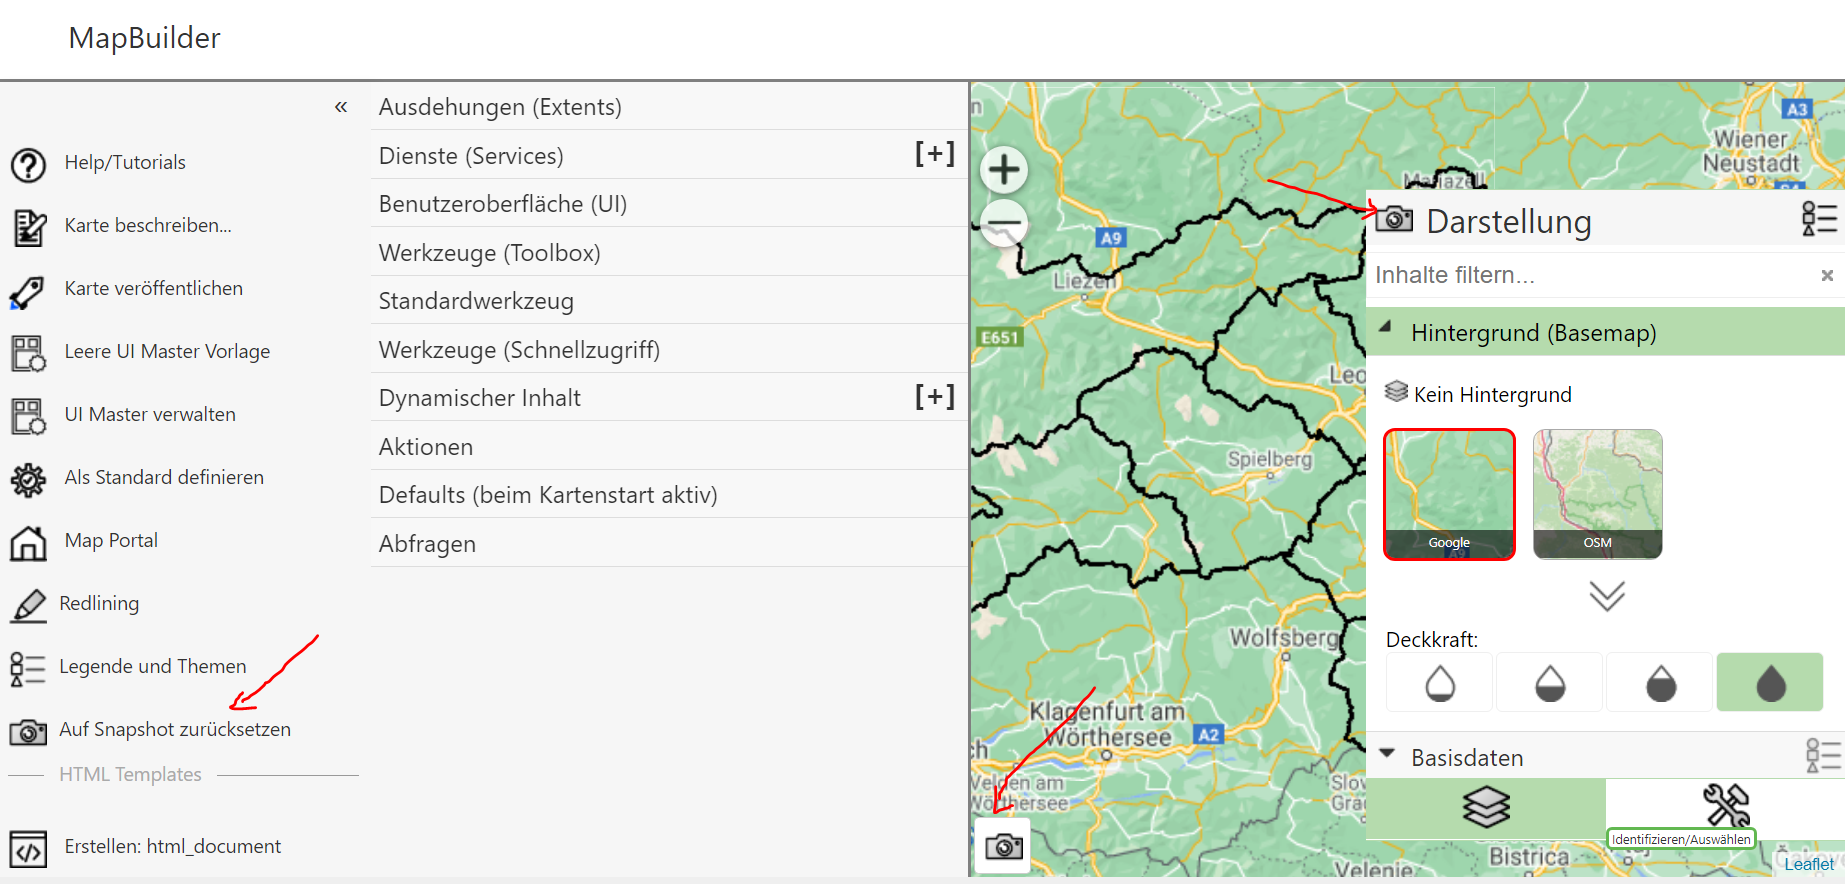 MapBuilder
«
Help/Tutorials
Karte beschreiben...
Karte veröffentlichen
Leere UI Master Vorlage
UI Master verwalten
Als Standard definieren
Map Portal
Redlining
Legende und Themen
Auf Snapshot zurücksetzen
HTML Templates
Erstellen: html_document
Ausdehungen (Extents)
Dienste (Services) [+]
Benutzeroberfläche (UI)
Werkzeuge (Toolbox)
Standardwerkzeug
Werkzeuge (Schnellzugriff)
Dynamischer Inhalt [+]
Aktionen
Defaults (beim Kartenstart aktiv)
Abfragen
A3
Wiener
Neustadt
Mariazell
A9
Liezen
E651
Spielberg
Wolfsberg
Klagenfurt am
Wörthersee
A2
Velden am
Wörthersee
Bistrica
Velenje
Darstellung
Inhalte filtern...
Hintergrund (Basemap)
Kein Hintergrund
Google
OSM
Deckkraft:
Basisdaten
Identifizieren/Auswählen
Leaflet